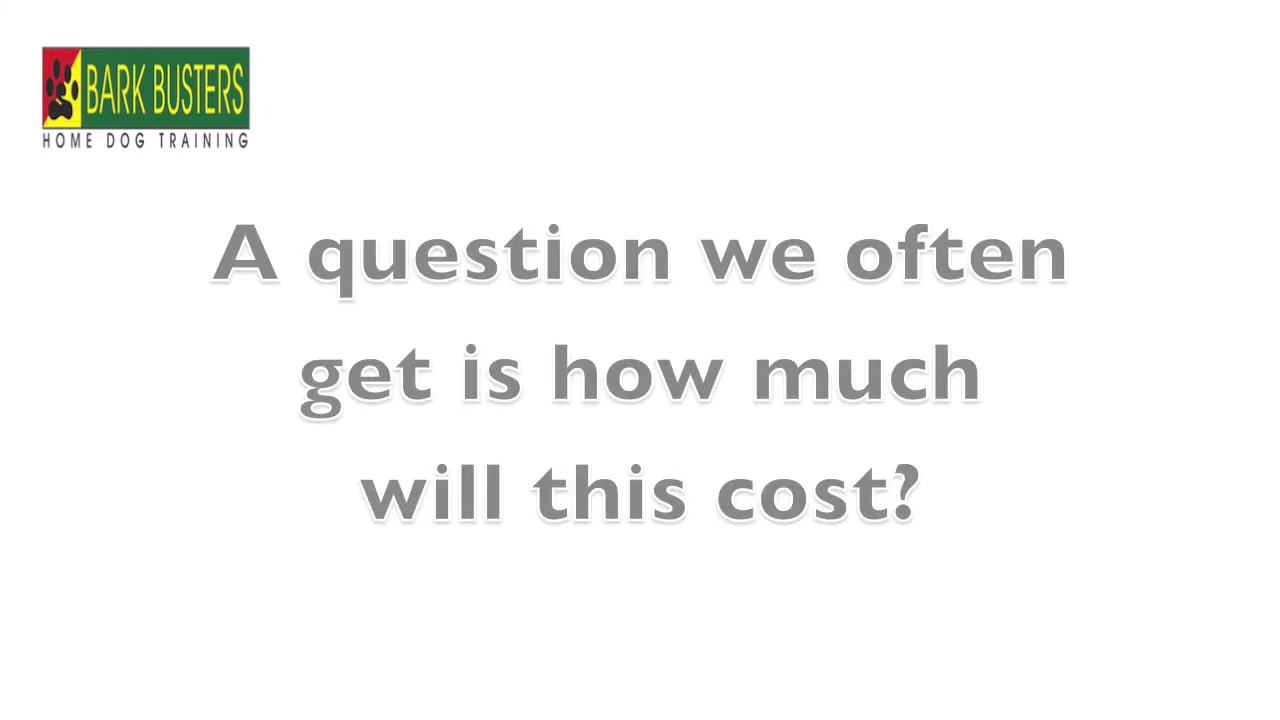 BARK BUSTERS
HOME DOG TRAINING
A question we often
get is how much
will this cost?